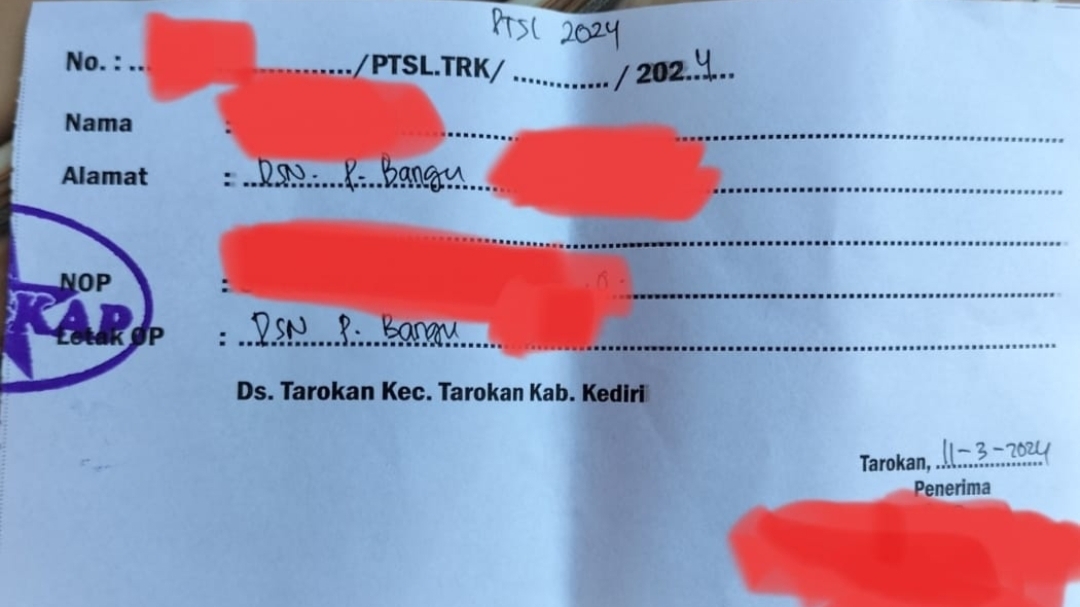 PTSL 2024
No. : ............/PTSL.TRK/ ............ / 2024...
Nama :
Alamat : DSN. P. Bangu
NOP :
KAP
Letak OP : DSN P. Bangu
Ds. Tarokan Kec. Tarokan Kab. Kediri
Tarokan, 11-3-2024
Penerima